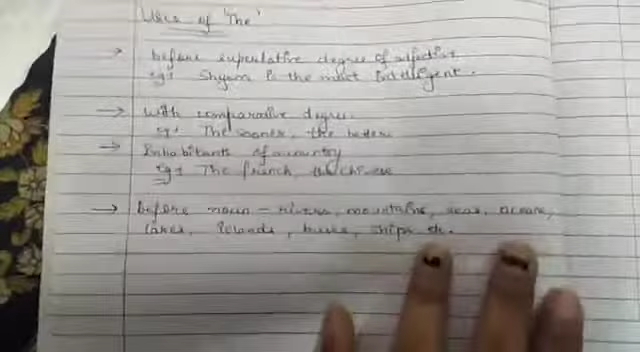 Uses of 'The'
→ before superlative degree of adjective
eg: Shyam is the most intelligent.
→ With comparative degree.
eg: The sooner, the better
→ Inhabitants of a country
eg: The french, the chinese
→ before noun - rivers, mountains, seas, oceans,
lakes, islands, buses, ships etc.